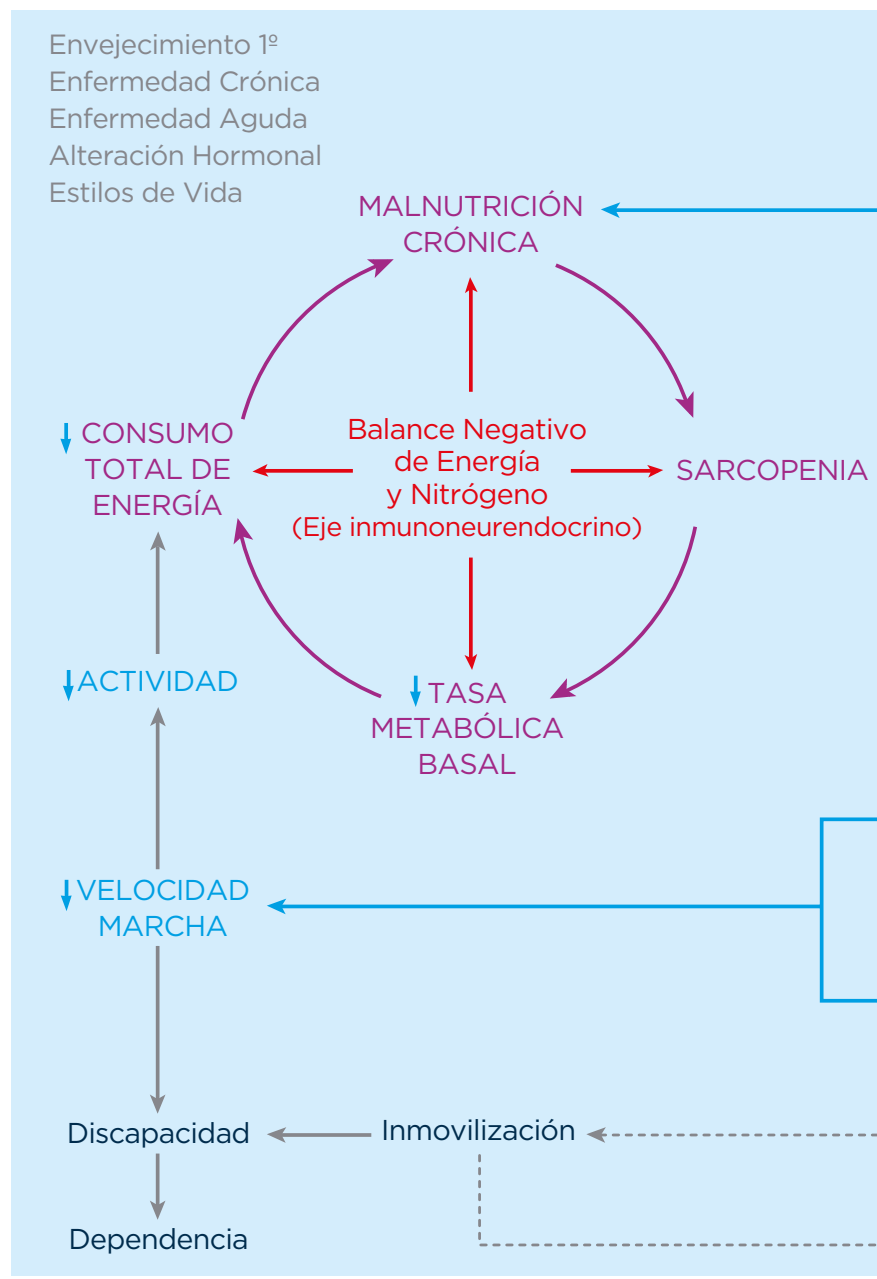 Envejecimiento 1º
Enfermedad Crónica
Enfermedad Aguda
Alteración Hormonal
Estilos de Vida
MALNUTRICIÓN
CRÓNICA
CONSUMO
TOTAL DE
ENERGÍA
Balance Negativo
de Energía
y Nitrógeno
(Eje inmunoneurendocrino)
SARCOPENIA
ACTIVIDAD
TASA
METABÓLICA
BASAL
VELOCIDAD
MARCHA
Discapacidad
Inmovilización
Dependencia